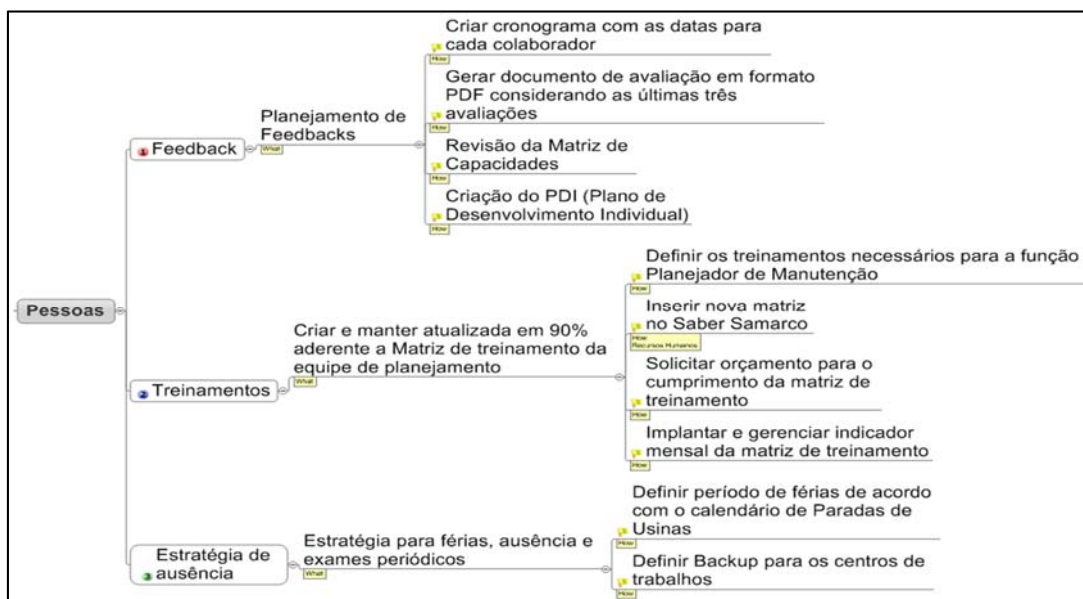 Pessoas
1 Feedback
Planejamento de
Feedbacks
What
Criar cronograma com as datas para
cada colaborador
How
Gerar documento de avaliação em formato
PDF considerando as últimas três
avaliações
How
Revisão da Matriz de
Capacidades
How
Criação do PDI (Plano de
Desenvolvimento Individual)
How
2 Treinamentos
Criar e manter atualizada em 90%
aderente a Matriz de treinamento da
equipe de planejamento
What
Definir os treinamentos necessários para a função
Planejador de Manutenção
How
Inserir nova matriz
no Saber Samarco
How
Recursos Humanos
Solicitar orçamento para o
cumprimento da matriz de
treinamento
How
Implantar e gerenciar indicador
mensal da matriz de treinamento
How
Estratégia de
3 ausência
Estratégia para férias, ausência e
exames periódicos
What
Definir período de férias de acordo
com o calendário de Paradas de
Usinas
How
Definir Backup para os centros de
trabalhos
How